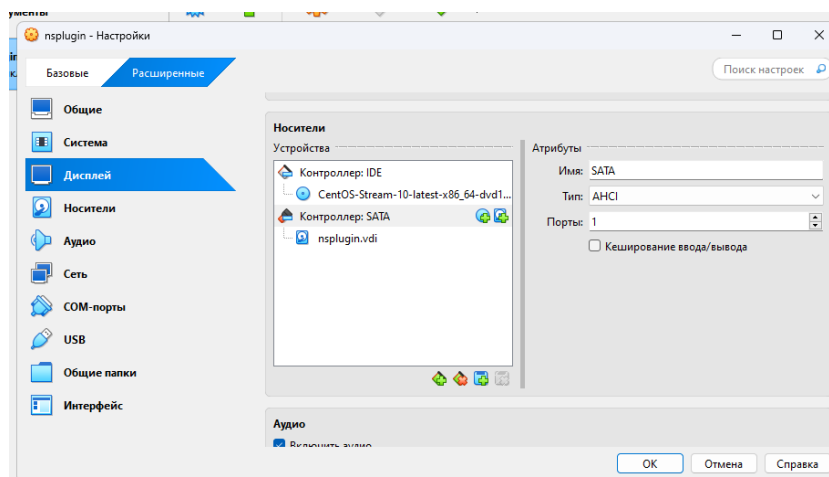 nsplugin - Настройки
Базовые
Расширенные
Поиск настроек
Общие
Система
Дисплей
Носители
Аудио
Сеть
COM-порты
USB
Общие папки
Интерфейс
Носители
Устройства
Контроллер: IDE
CentOS-Stream-10-latest-x86_64-dvd1...
Контроллер: SATA
nsplugin.vdi
Атрибуты
Имя: SATA
Тип: AHCI
Порты: 1
Кеширование ввода/вывода
Аудио
Включить аудио
OK
Отмена
Справка